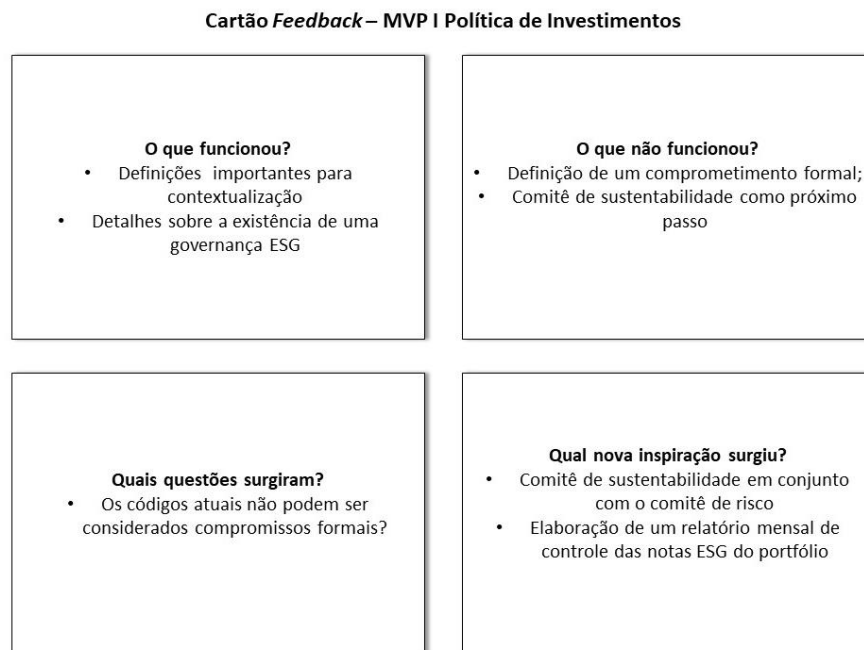 Cartão Feedback – MVP I Política de Investimentos
O que funcionou?
• Definições importantes para
contextualização
• Detalhes sobre a existência de uma
governança ESG
O que não funcionou?
• Definição de um comprometimento formal;
• Comitê de sustentabilidade como próximo
passo
Quais questões surgiram?
• Os códigos atuais não podem ser
considerados compromissos formais?
Qual nova inspiração surgiu?
• Comitê de sustentabilidade em conjunto
com o comitê de risco
• Elaboração de um relatório mensal de
controle das notas ESG do portfólio